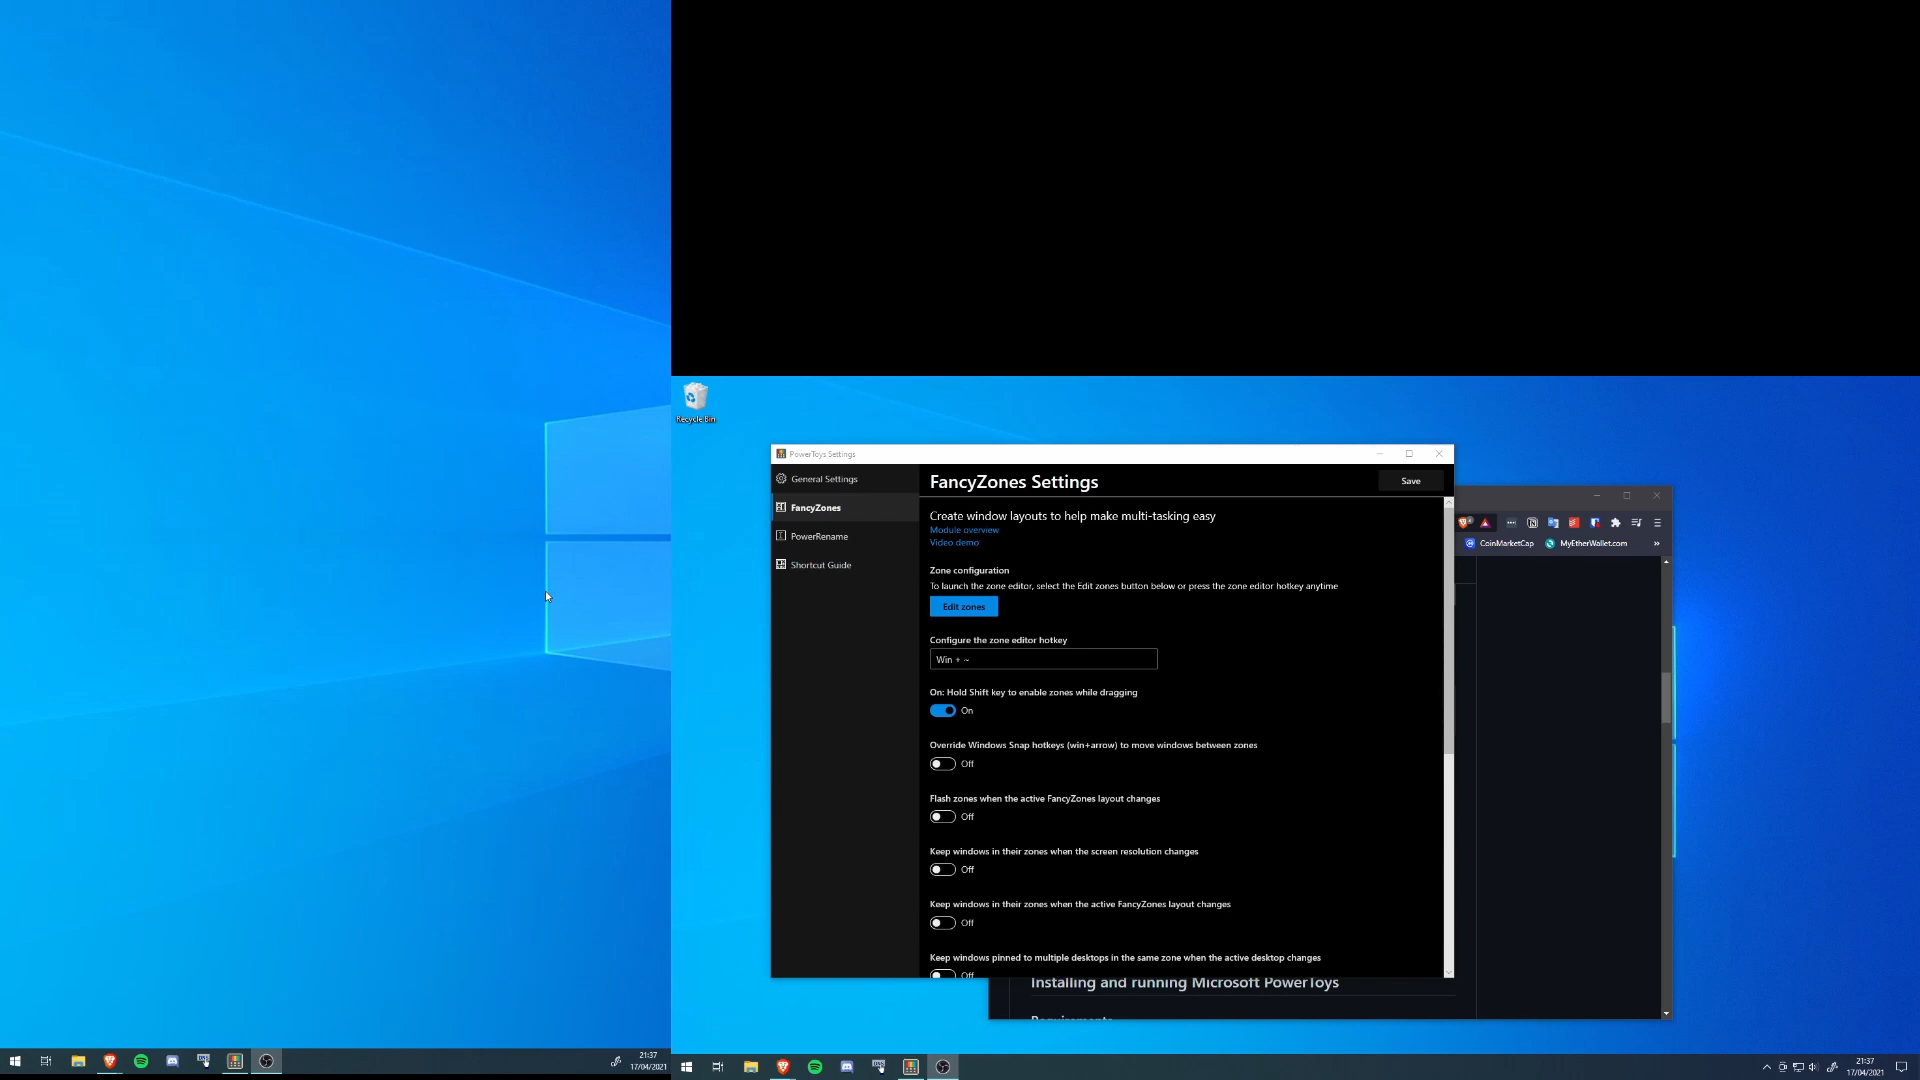 Recycle Bin
PowerToys Settings
General Settings
FancyZones
PowerRename
Shortcut Guide
FancyZones Settings
Save
Create window layouts to help make multi-tasking easy
Module overview
Video demo
Zone configuration
To launch the zone editor, select the Edit zones button below or press the zone editor hotkey anytime
Edit zones
Configure the zone editor hotkey
Win + ~
On: Hold Shift key to enable zones while dragging
On
Override Windows Snap hotkeys (win+arrow) to move windows between zones
Off
Flash zones when the active FancyZones layout changes
Off
Keep windows in their zones when the screen resolution changes
Off
Keep windows in their zones when the active FancyZones layout changes
Off
Keep windows pinned to multiple desktops in the same zone when the active desktop changes
Off
CoinMarketCap
MyEtherWallet.com
»
Installing and running Microsoft PowerToys
Requirements
21:37
17/04/2021
21:37
17/04/2021